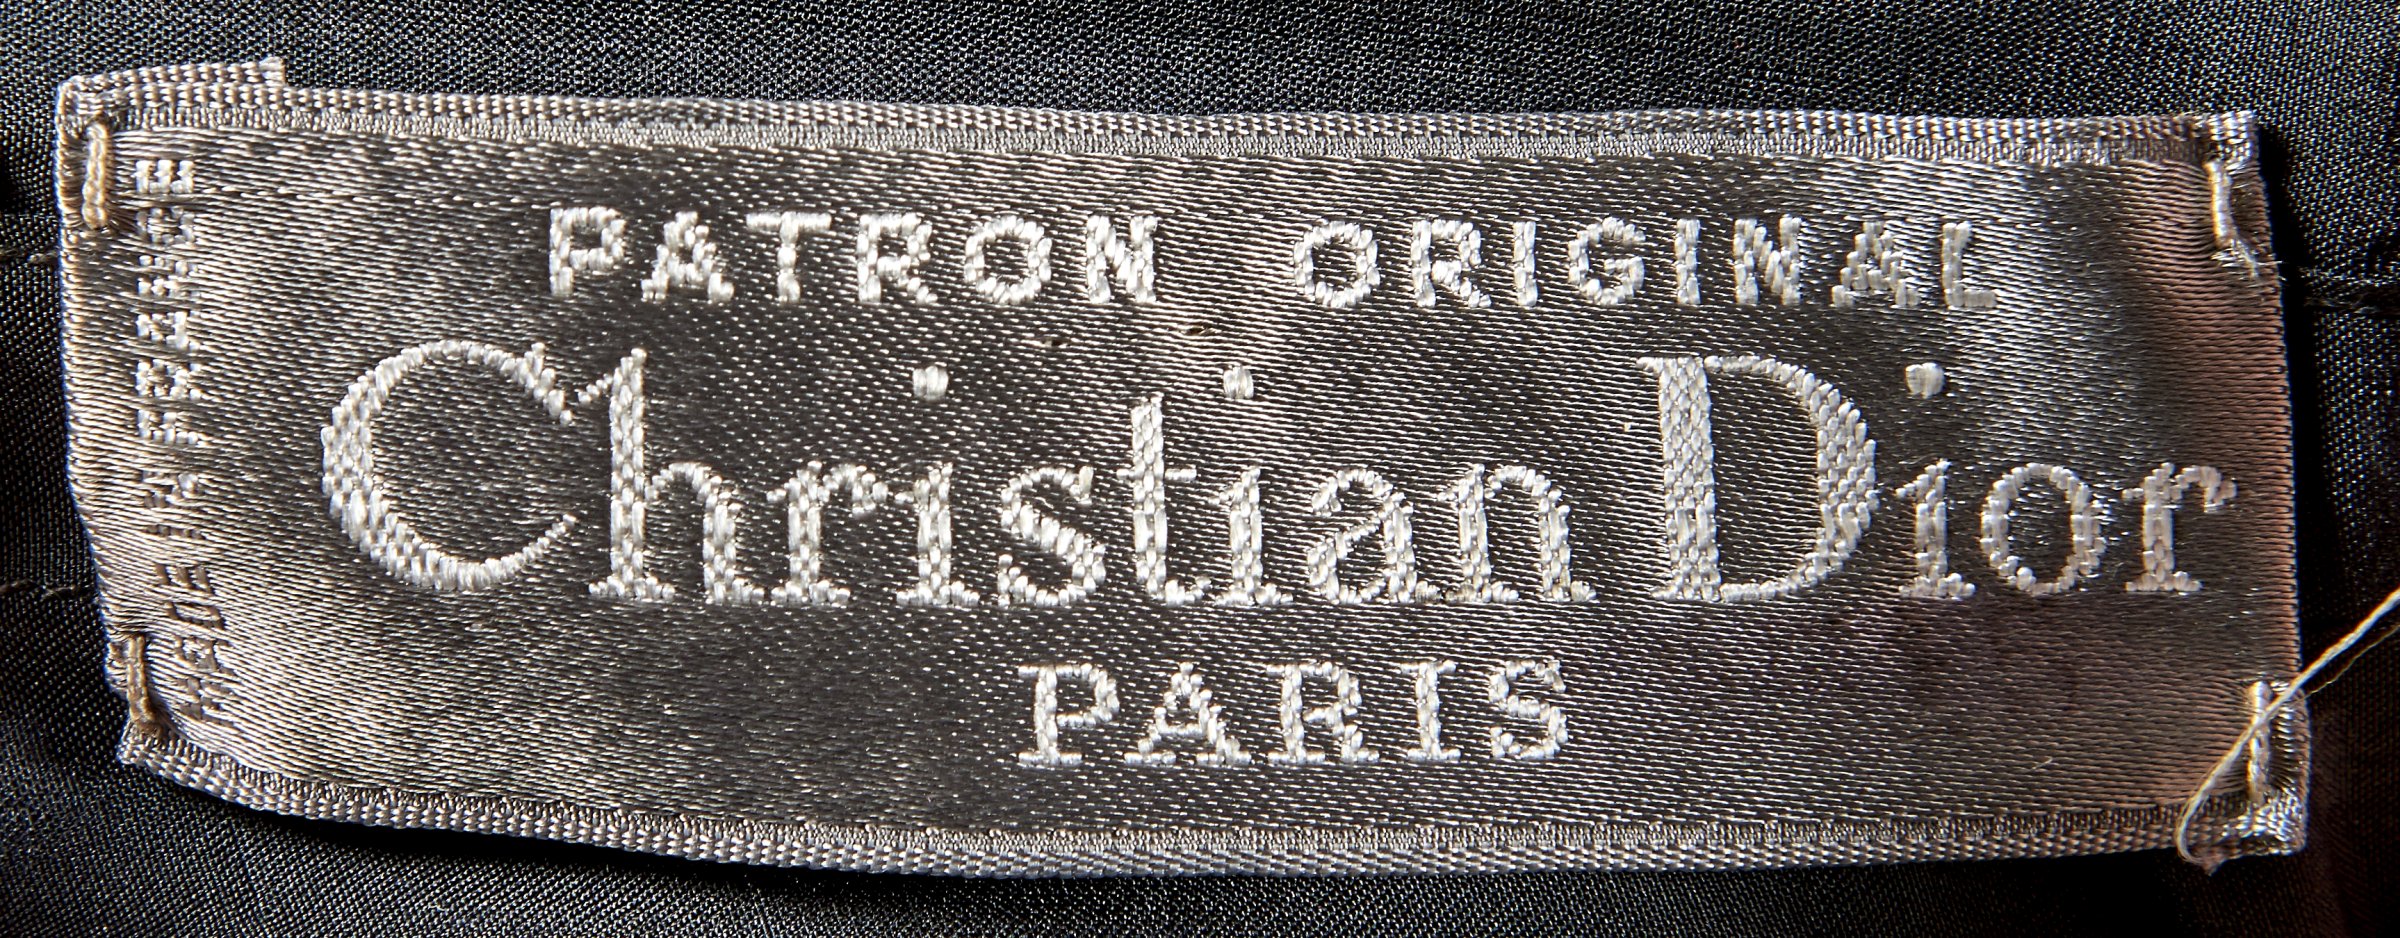 PATRON ORIGINAL
Christian Dior
PARIS
MADE IN FRANCE